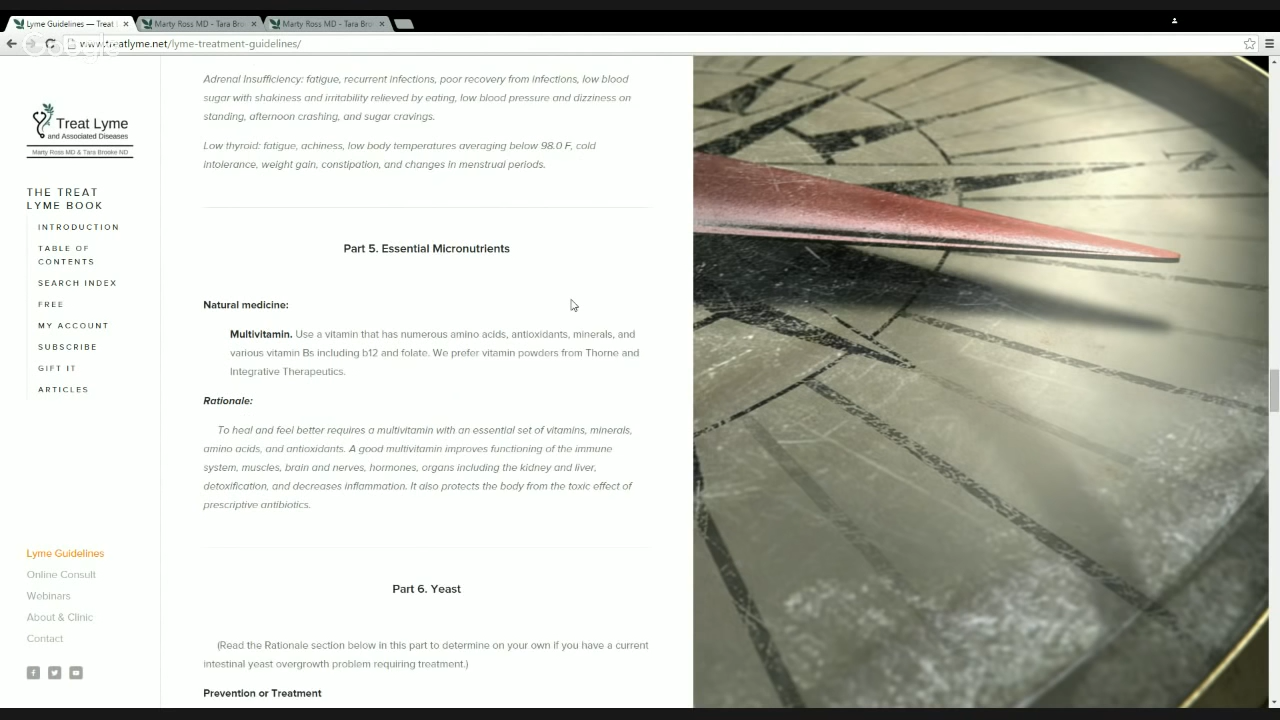 Lyme Guidelines — Treat L
Marty Ross MD - Tara Bro
Marty Ross MD - Tara Bro
www.treatlyme.net/lyme-treatment-guidelines/
Google
Treat Lyme
and Associated Diseases
Marty Ross MD & Tara Brooke ND
THE TREAT
LYME BOOK
INTRODUCTION
TABLE OF
CONTENTS
SEARCH INDEX
FREE
MY ACCOUNT
SUBSCRIBE
GIFT IT
ARTICLES
Lyme Guidelines
Online Consult
Webinars
About & Clinic
Contact
Adrenal Insufficiency: fatigue, recurrent infections, poor recovery from infections, low blood
sugar with shakiness and irritability relieved by eating, low blood pressure and dizziness on
standing, afternoon crashing, and sugar cravings.
Low thyroid: fatigue, achiness, low body temperatures averaging below 98.0 F, cold
intolerance, weight gain, constipation, and changes in menstrual periods.
Part 5. Essential Micronutrients
Natural medicine:
Multivitamin. Use a vitamin that has numerous amino acids, antioxidants, minerals, and
various vitamin Bs including b12 and folate. We prefer vitamin powders from Thorne and
Integrative Therapeutics.
Rationale:
To heal and feel better requires a multivitamin with an essential set of vitamins, minerals,
amino acids, and antioxidants. A good multivitamin improves functioning of the immune
system, muscles, brain and nerves, hormones, organs including the kidney and liver,
detoxification, and decreases inflammation. It also protects the body from the toxic effect of
prescriptive antibiotics.
Part 6. Yeast
(Read the Rationale section below in this part to determine on your own if you have a current
intestinal yeast overgrowth problem requiring treatment.)
Prevention or Treatment